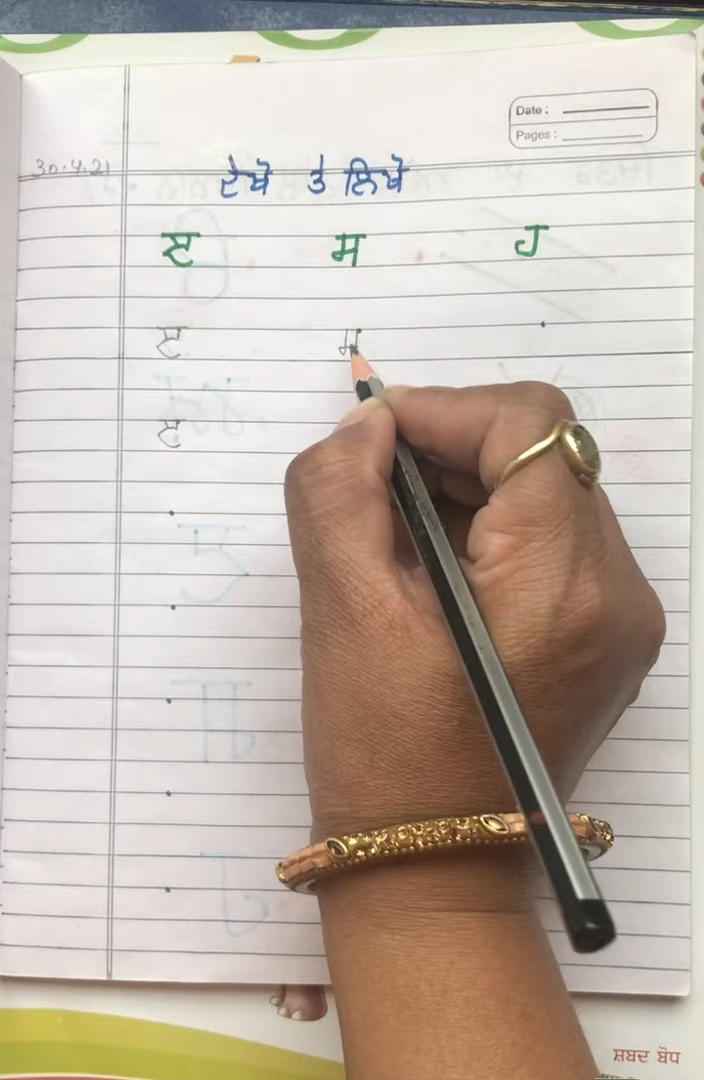 Date :
Pages :
30.4.21
ਦੇਖੋ ਤੇ ਲਿਖੋ
ੲ ਸ ਹ
ੲ ਸ
ੲ
ਸ਼ਬਦ ਬੋਧ